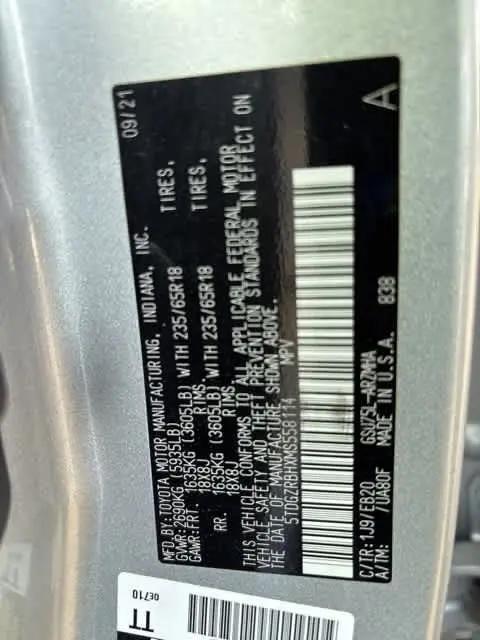 MFD. BY: TOYOTA MOTOR MANUFACTURING, INDIANA, INC. 09/21
GVWR: 2690KG (5935LB)
GAWR: FRT. 1635KG (3605LB) WITH 235/65R18 TIRES,
18X8J RIMS.
RR. 1635KG (3605LB) WITH 235/65R18 TIRES,
18X8J RIMS.
THIS VEHICLE CONFORMS TO ALL APPLICABLE FEDERAL MOTOR
VEHICLE SAFETY AND THEFT PREVENTION STANDARDS IN EFFECT ON
THE DATE OF MANUFACTURE SHOWN ABOVE.
5TDGZRBHXMS558114 MPV
C/TR: 1J9/EB20 GSU75L-ARZMHA
A/TM: /UA80F MADE IN U.S.A. 838 A
TT
0E710